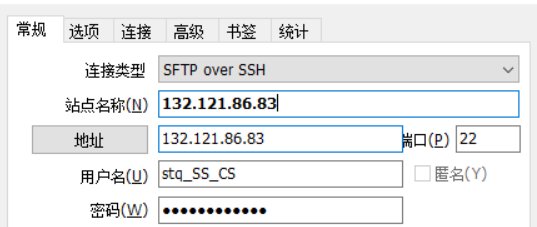 常规 选项 连接 高级 书签 统计
连接类型 SFTP over SSH
站点名称(N) 132.121.86.83
地址 132.121.86.83 端口(P) 22
用户名(U) stq_SS_CS 匿名(Y)
密码(W) ●●●●●●●●●●●●